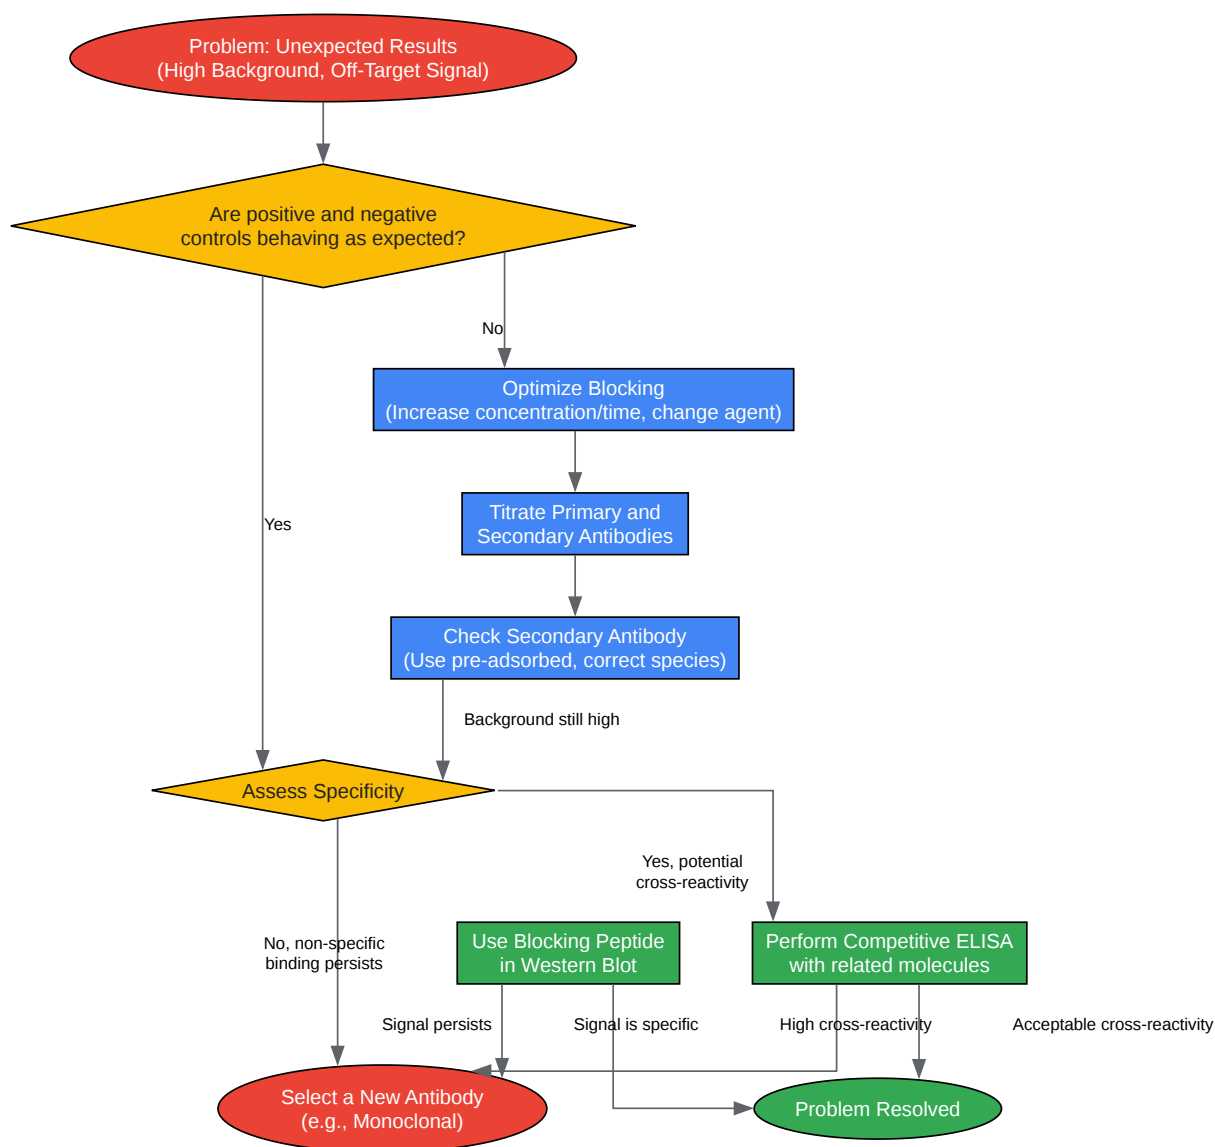 Problem: Unexpected Results
(High Background, Off-Target Signal)
Are positive and negative
controls behaving as expected?
No
Optimize Blocking
(Increase concentration/time, change agent)
Titrate Primary and
Secondary Antibodies
Yes
Check Secondary Antibody
(Use pre-adsorbed, correct species)
Background still high
Assess Specificity
Yes, potential
cross-reactivity
No, non-specific
binding persists
Use Blocking Peptide
in Western Blot
Perform Competitive ELISA
with related molecules
Signal persists
Signal is specific
High cross-reactivity
Acceptable cross-reactivity
Select a New Antibody
(e.g., Monoclonal)
Problem Resolved